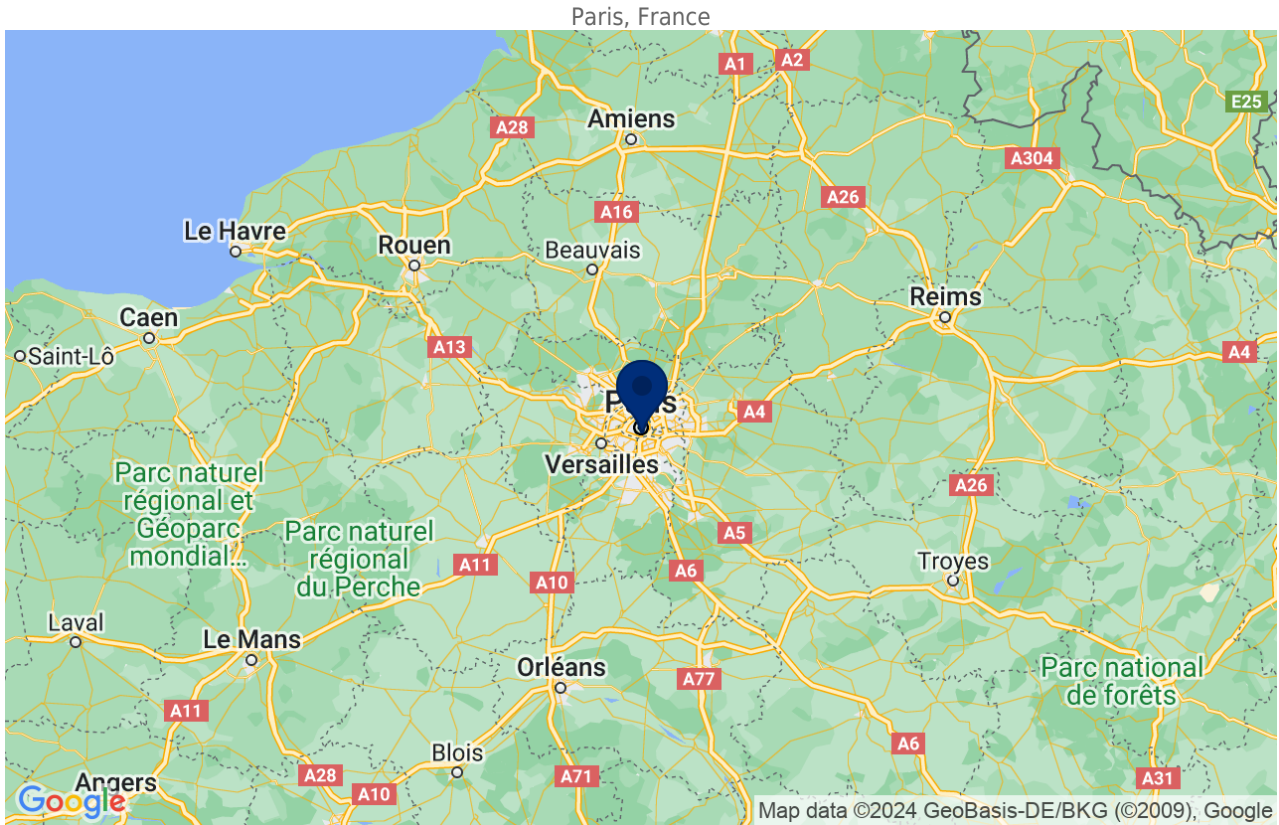 Paris, France
A1
A2
E25
Amiens
A28
A304
A26
A16
Le Havre
Rouen
Beauvais
Reims
Caen
Saint-Lô
A13
A4
Paris
A4
Versailles
Parc naturel
régional et
Géoparc
mondial...
Parc naturel
régional
du Perche
A26
A5
A11
A6
A10
Troyes
Laval
Le Mans
Orléans
A77
Parc national
de forêts
A11
A6
Blois
A28
A71
A31
Angers
A10
Google
Map data ©2024 GeoBasis-DE/BKG (©2009), Google